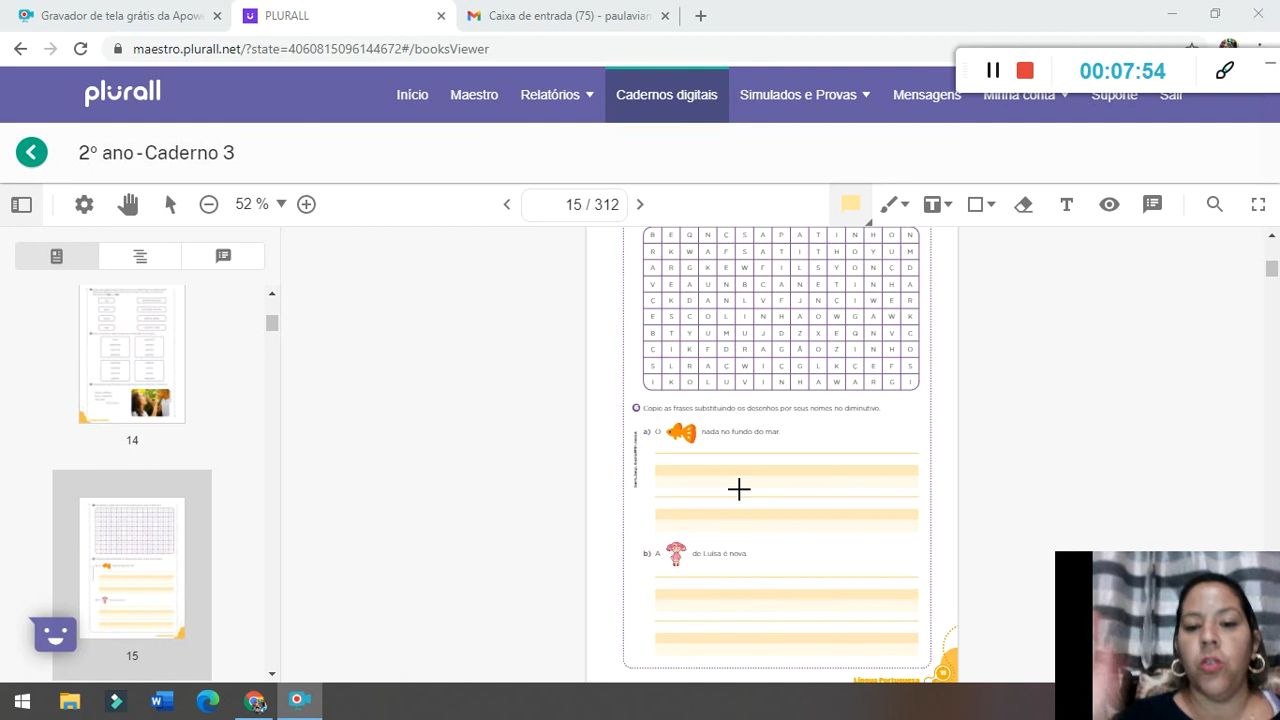 Gravador de tela grátis da Apow
PLURALL
Caixa de entrada (75) - paulavian
maestro.plurall.net/?state=4060815096144672#/booksViewer
00:07:54
plurall
Início
Maestro
Relatórios
Cadernos digitais
Simulados e Provas
Mensagens
Minha conta
Suporte
Sair
2º ano - Caderno 3
52 %
15 / 312
B E Q N C S A P A T I N H O N
R K W A F S A T I T H O Y U M
A R G K E W F I L S Y O N Ç D
V E A U N B C A N E T I N H A
Ç K D A N L V F J N Ç I W E R
E S C O L I N H A O W G A W K
B T Y U M U J D Z X E Q N V C
Ç I K F D R A G Ã O Z I N H O
S L R A Ç W I Ç G L K Ç E F S
I K O L U V I N H A W A R G I
Copie as frases substituindo os desenhos por seus nomes no diminutivo.
a) O nada no fundo do mar.
b) A de Luísa é nova.
Língua Portuguesa
15
14
15